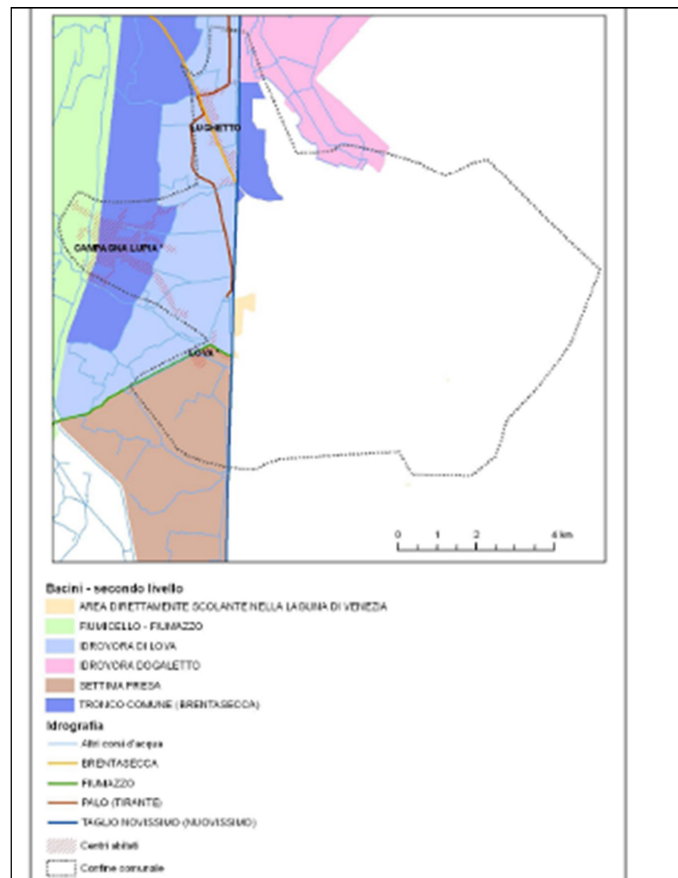 LUGHETTO
CAMPAGNA LUPIA *
LOVA *
0 1 2 4 km
Bacini - secondo livello
AREA DIRETTAMENTE SCOLANTE NELLA LAGUNA DI VENEZIA
FIUMICELLO - FIUMAZZO
IDROVORA DI LOVA
IDROVORA DOGALETTO
SETTIMA PRESA
TRONCO COMUNE (BRENTASECCA)
Idrografia
Altri corsi d'acqua
BRENTASECCA
FIUMAZZO
PALO (TIRANTE)
TAGLIO NOVISSIMO (NUOVISSIMO)
Centri abitati
Confine comunale